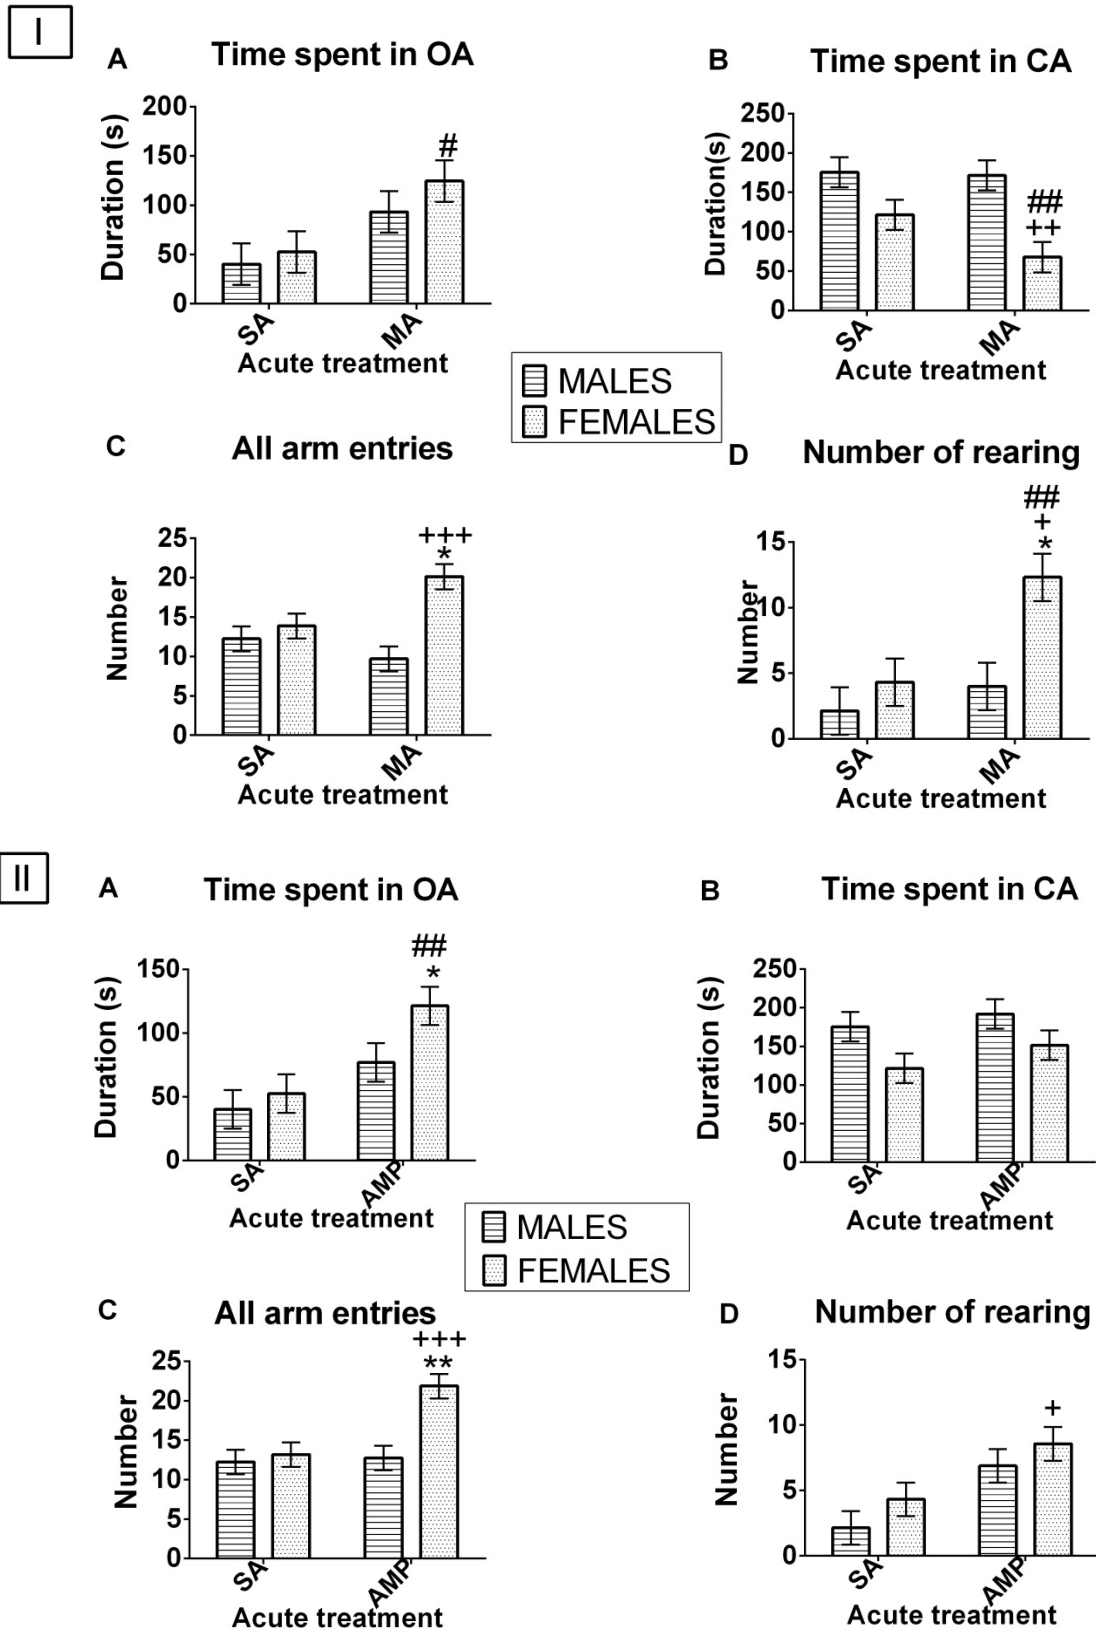 I
A Time spent in OA
Duration (s)
200
150
100
50
0
#
SA MA
Acute treatment
B Time spent in CA
Duration(s)
250
200
150
100
50
0
##
++
SA MA
Acute treatment
MALES
FEMALES
C All arm entries
Number
25
20
15
10
5
0
+++
*
SA MA
Acute treatment
D Number of rearing
Number
15
10
5
0
##
+
*
SA MA
Acute treatment
II
A Time spent in OA
Duration (s)
150
100
50
0
##
*
SA AMP
Acute treatment
B Time spent in CA
Duration (s)
250
200
150
100
50
0
SA AMP
Acute treatment
MALES
FEMALES
C All arm entries
Number
25
20
15
10
5
0
+++
**
SA AMP
Acute treatment
D Number of rearing
Number
15
10
5
0
+
SA AMP
Acute treatment